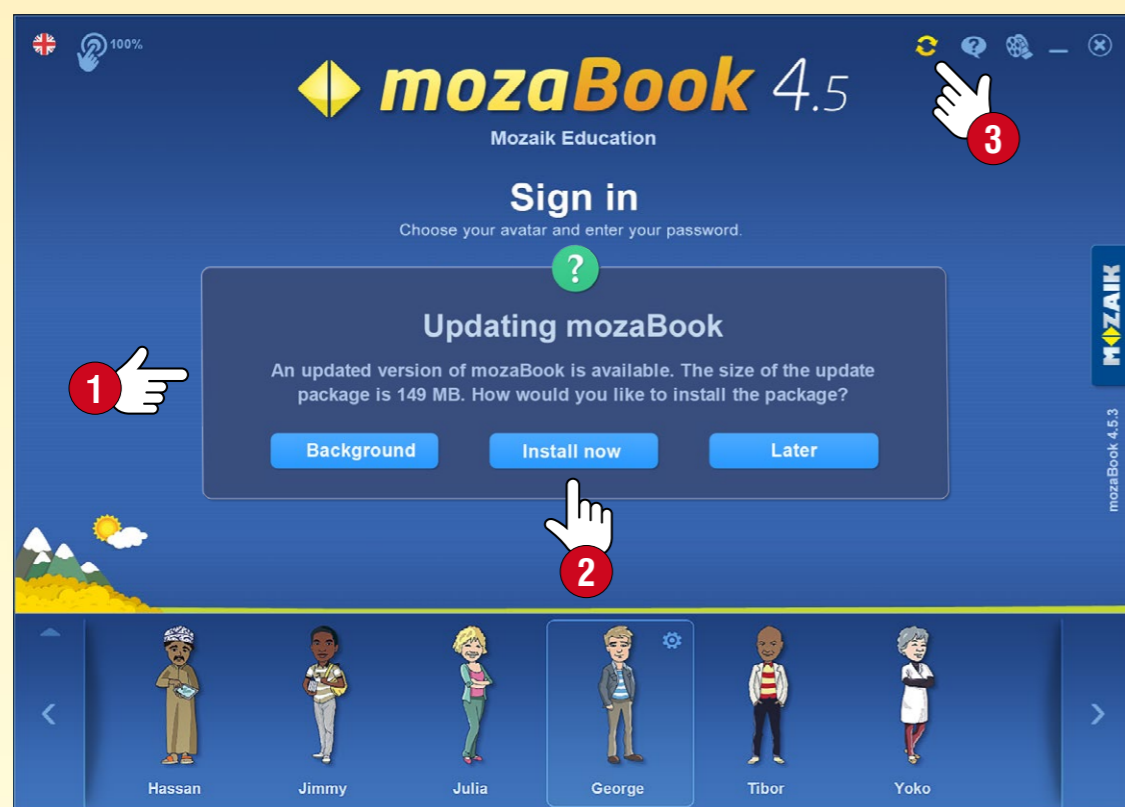 100%
mozaBook 4.5
Mozaik Education
3
Sign in
Choose your avatar and enter your password.
?
MOZAIK
Updating mozaBook
1
An updated version of mozaBook is available. The size of the update
package is 149 MB. How would you like to install the package?
Background
Install now
Later
mozaBook 4.5.3
2
Hassan
Jimmy
Julia
George
Tibor
Yoko